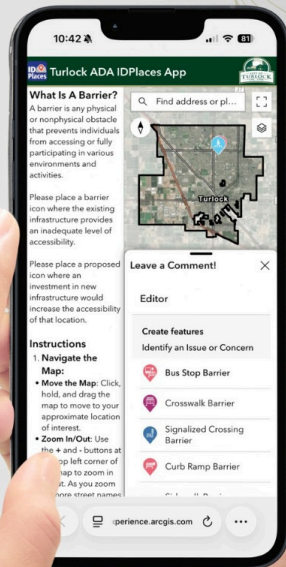 10:42
81
ID Places
Turlock ADA IDPlaces App
TURLOCK
What Is A Barrier?
A barrier is any physical
or nonphysical obstacle
that prevents individuals
from accessing or fully
participating in various
environments and
activities.
Please place a barrier
icon where the existing
infrastructure provides
an inadequate level of
accessibility.
Please place a proposed
icon where an
investment in new
infrastructure would
increase the accessibility
of that location.
Instructions
1. Navigate the
Map:
• Move the Map: Click,
hold, and drag the
map to move to your
approximate location
of interest.
• Zoom In/Out: Use
the + and - buttons at
top left corner of
map to zoom in
As you zoom
street names
Find address or pl...
Turlock
Leave a Comment!
Editor
Create features
Identify an Issue or Concern
Bus Stop Barrier
Crosswalk Barrier
Signalized Crossing
Barrier
Curb Ramp Barrier
xperience.arcgis.com